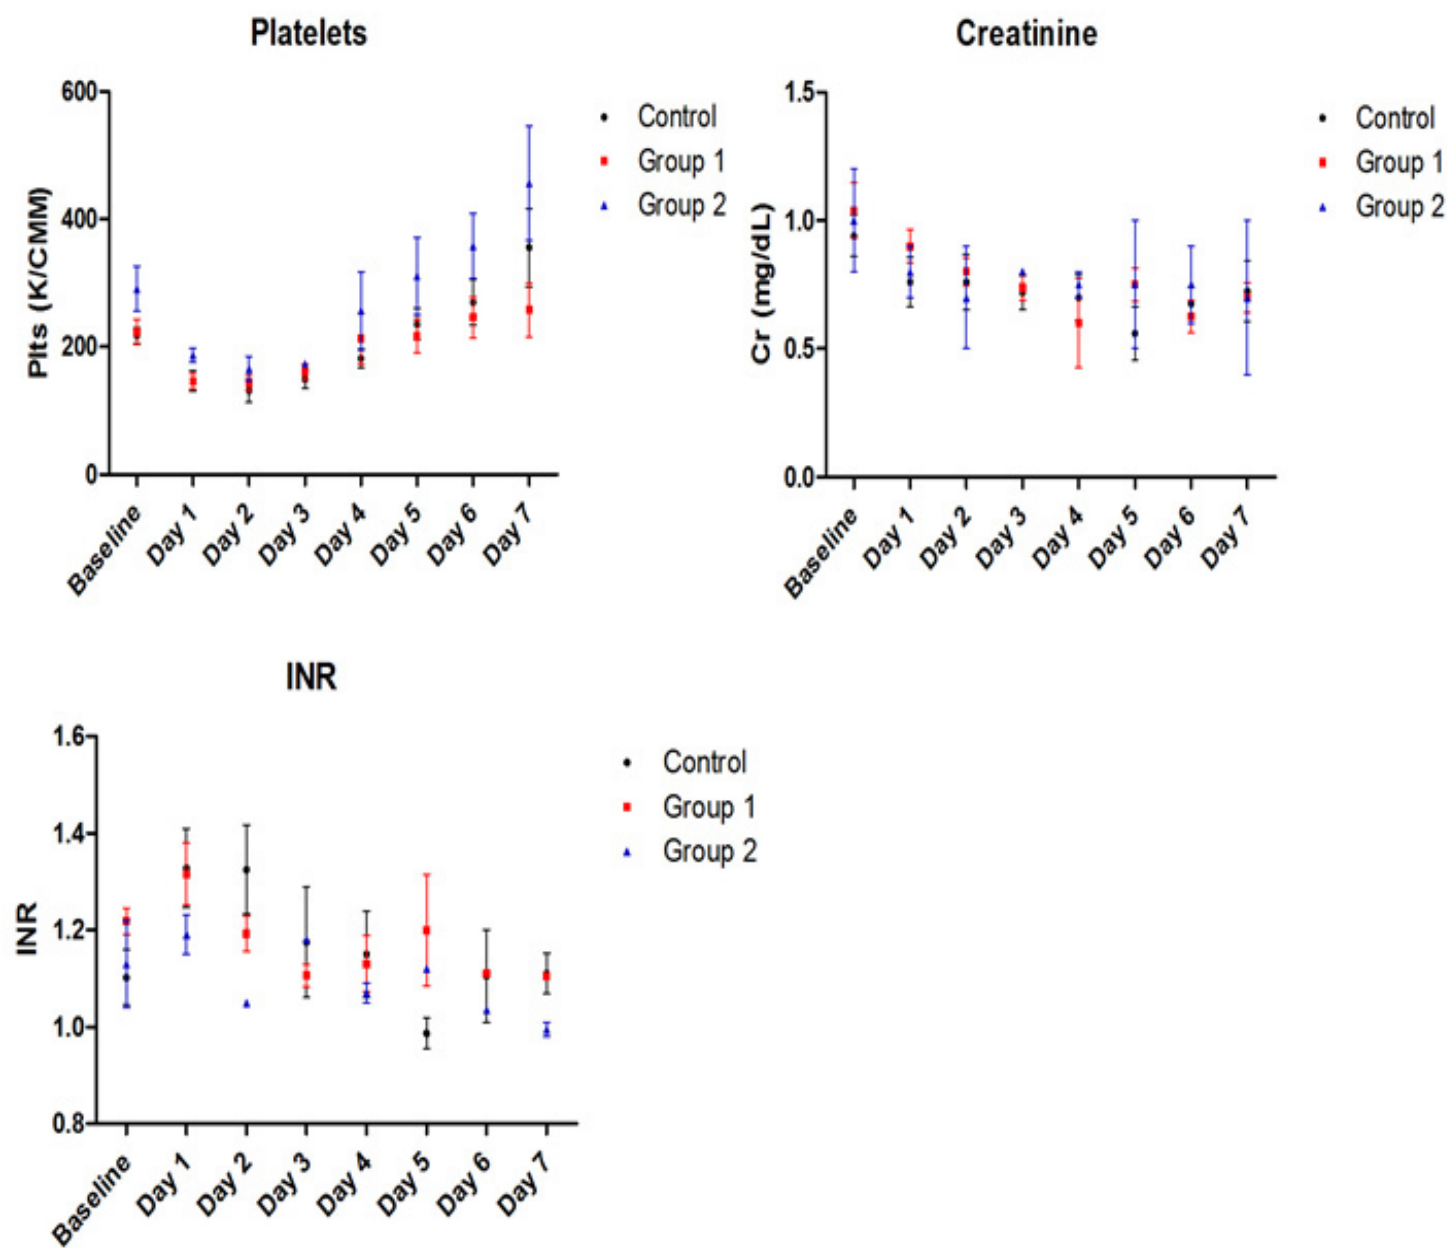 Platelets
Plts (K/CMM)
600
400
200
0
Baseline
Day 1
Day 2
Day 3
Day 4
Day 5
Day 6
Day 7
Control
Group 1
Group 2
Creatinine
Cr (mg/dL)
1.5
1.0
0.5
0.0
Baseline
Day 1
Day 2
Day 3
Day 4
Day 5
Day 6
Day 7
Control
Group 1
Group 2
INR
INR
1.6
1.4
1.2
1.0
0.8
Baseline
Day 1
Day 2
Day 3
Day 4
Day 5
Day 6
Day 7
Control
Group 1
Group 2